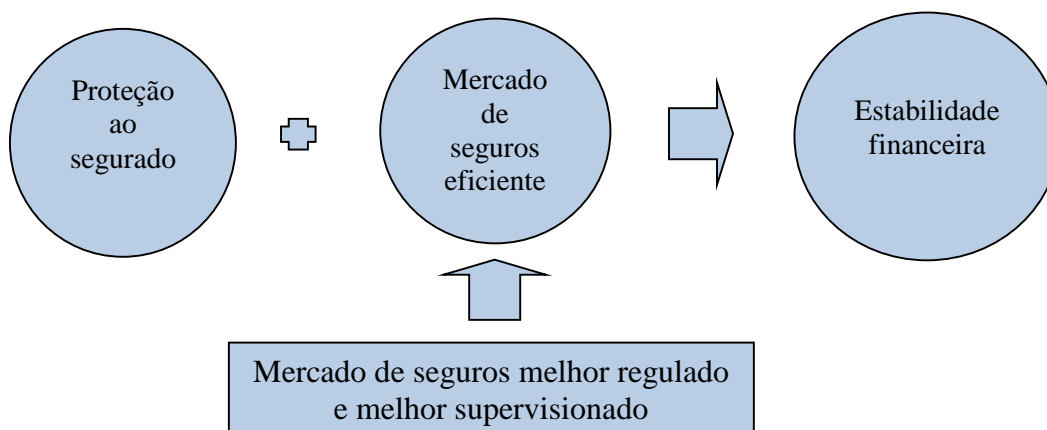 Proteção
ao
segurado
Mercado
de
seguros
eficiente
Estabilidade
financeira
Mercado de seguros melhor regulado
e melhor supervisionado